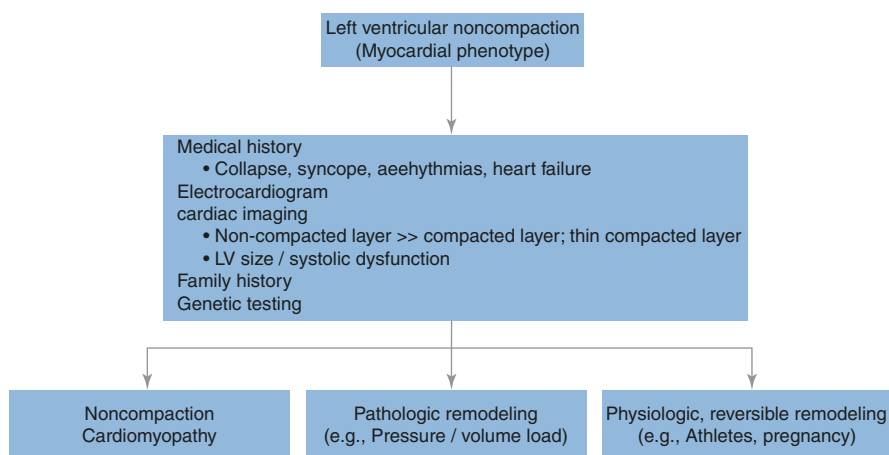 Left ventricular noncompaction
(Myocardial phenotype)
Medical history
• Collapse, syncope, aeehythmias, heart failure
Electrocardiogram
cardiac imaging
• Non-compacted layer >> compacted layer; thin compacted layer
• LV size / systolic dysfunction
Family history
Genetic testing
Noncompaction
Cardiomyopathy
Pathologic remodeling
(e.g., Pressure / volume load)
Physiologic, reversible remodeling
(e.g., Athletes, pregnancy)